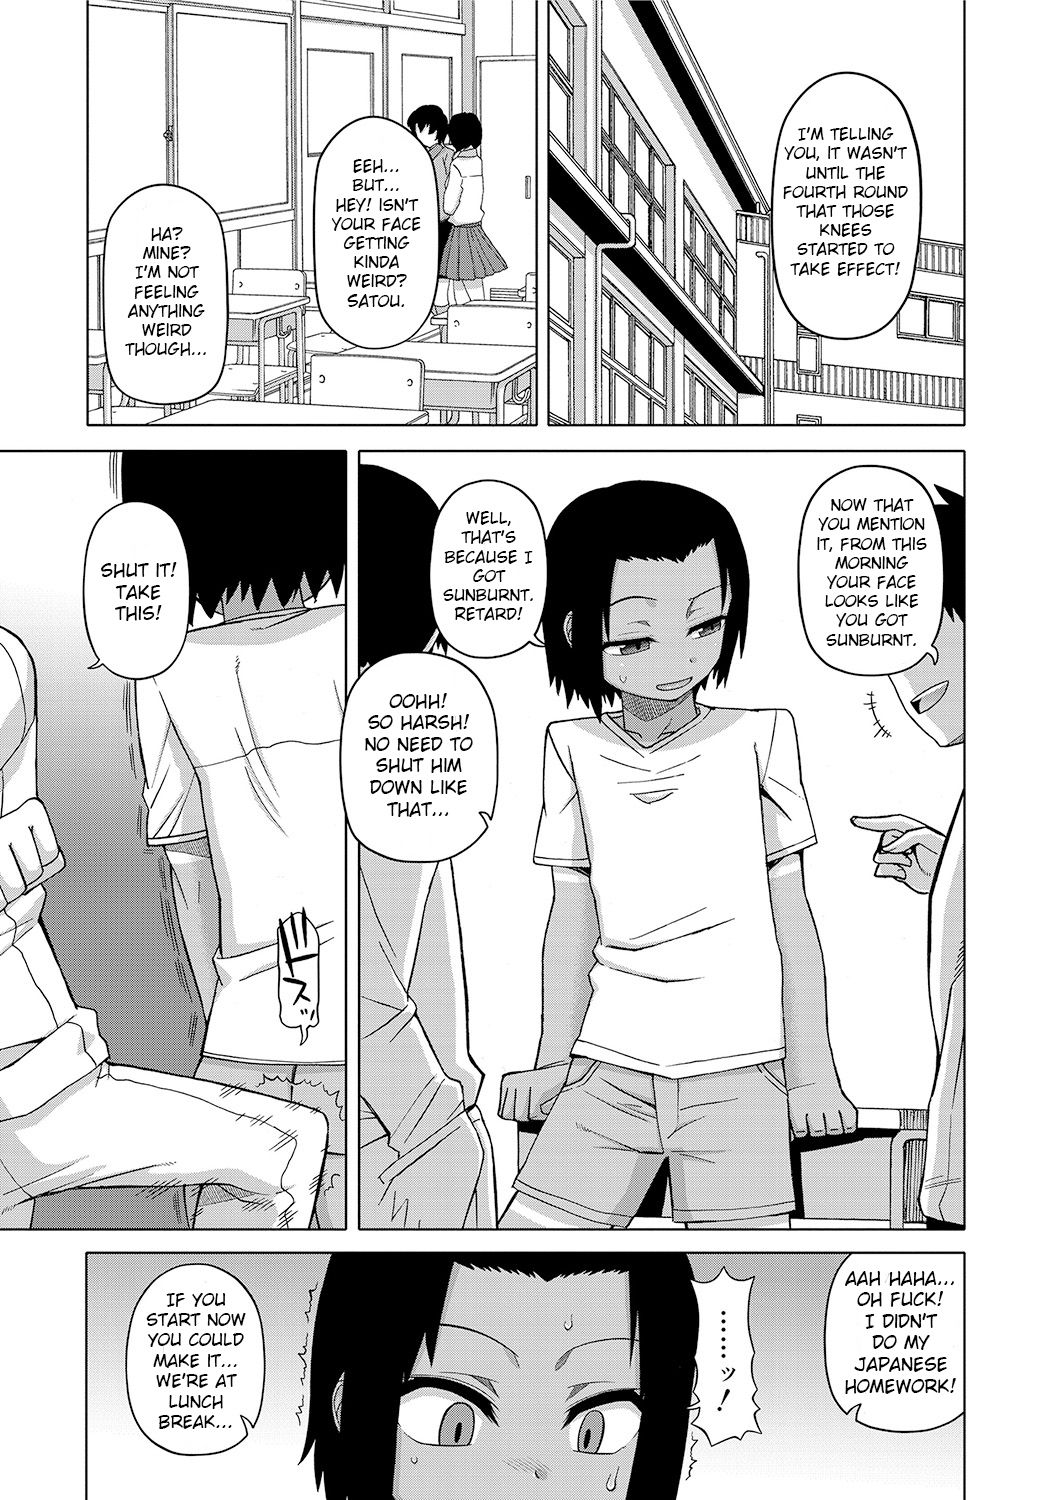 I'M TELLING
YOU, IT WASN'T
UNTIL THE
FOURTH ROUND
THAT THOSE
KNEES
STARTED TO
TAKE EFFECT!
EEH...
BUT...
HEY! ISN'T
YOUR FACE
GETTING
KINDA
WEIRD?
SATOU.
HA?
MINE?
I'M NOT
FEELING
ANYTHING
WEIRD
THOUGH...
NOW THAT
YOU MENTION
IT, FROM THIS
MORNING
YOUR FACE
LOOKS LIKE
YOU GOT
SUNBURNT.
WELL,
THAT'S
BECAUSE I
GOT
SUNBURNT.
RETARD!
OOHH!
SO HARSH!
NO NEED TO
SHUT HIM
DOWN LIKE
THAT...
SHUT IT!
TAKE
THIS!
ドスッ
AAH HAHA...
OH FUCK!
I DIDN'T
DO MY
JAPANESE
HOMEWORK!
……ッ！
IF YOU
START NOW
YOU COULD
MAKE IT...
WE'RE AT
LUNCH
BREAK...